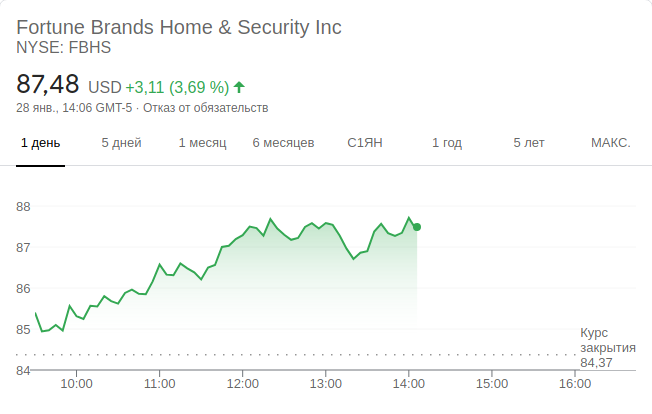 Fortune Brands Home & Security Inc
NYSE: FBHS
87,48 USD +3,11 (3,69 %)
28 янв., 14:06 GMT-5 · Отказ от обязательств
1 день 5 дней 1 месяц 6 месяцев С1ЯН 1 год 5 лет МАКС.
88
87
86
85
Курс
закрытия
84,37
84
10:00 11:00 12:00 13:00 14:00 15:00 16:00